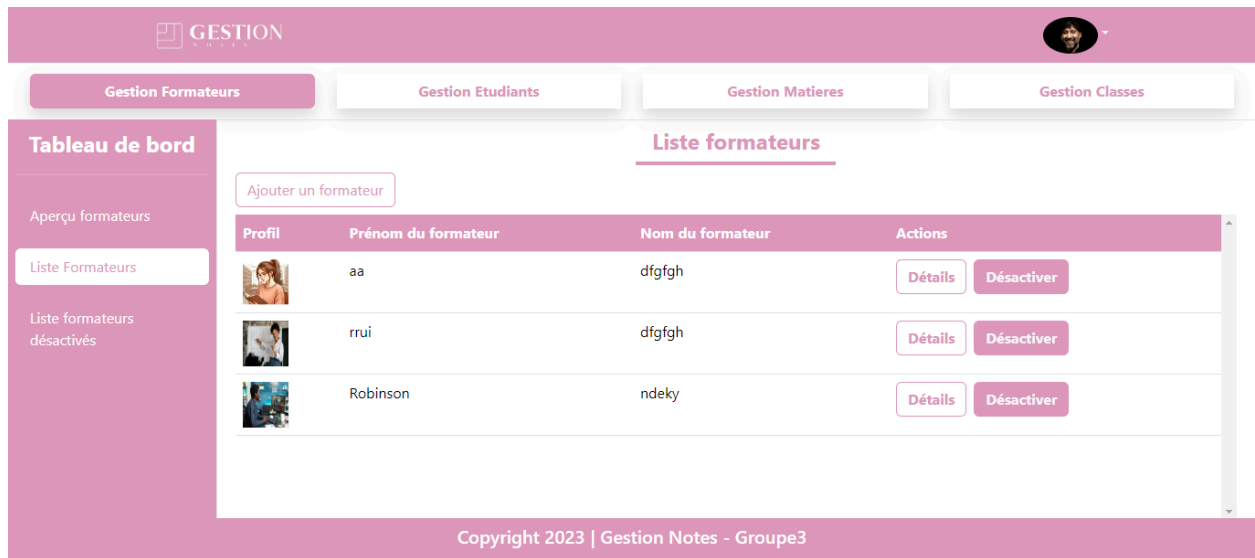 GESTION
NOTES
Gestion Formateurs
Gestion Etudiants
Gestion Matieres
Gestion Classes
Tableau de bord
Aperçu formateurs
Liste Formateurs
Liste formateurs
désactivés
Liste formateurs
Ajouter un formateur
Profil Prénom du formateur Nom du formateur Actions
aa dfgfgh Détails Désactiver
rrui dfgfgh Détails Désactiver
Robinson ndeky Détails Désactiver
Copyright 2023 | Gestion Notes - Groupe3